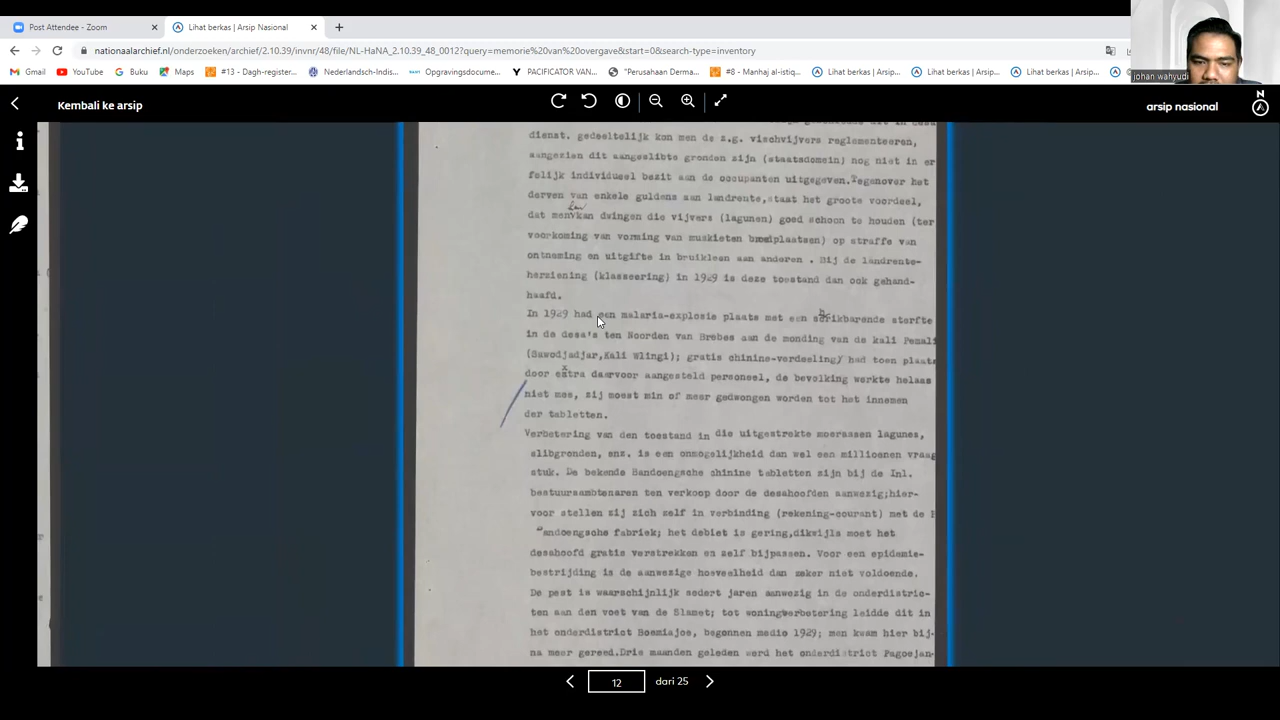 Post Attendee - Zoom
Lihat berkas | Arsip Nasional
nationaalarchief.nl/onderzoeken/archief/2.10.39/invnr/48/file/NL-HaNA_2.10.39_48_0012?query=memorie%20van%20overgave&start=0&search-type=inventory
johan wahyudi
Gmail
YouTube
Buku
Maps
#13 - Dagh-register...
Nederlandsch-Indis...
Opgravingsdocume...
PACIFICATOR VAN...
"Perusahaan Derma...
#8 - Manhaj al-istiq...
Lihat berkas | Arsip...
Lihat berkas | Arsip...
Lihat berkas | Arsip...
Kembali ke arsip
arsip nasional
dienst. gedeeltelijk kon men de z.g. vischvijvers reglementeeren,
aangezien dit aangeslibte gronden zijn (staatsdomein) nog niet in er
felijk individueel bezit aan de occupanten uitgegeven.Tegenover het
derven van enkele guldens aan landrente,staat het groote voordeel,
hen
dat men kan dwingen die vijvers (lagunen) goed schoon te houden (ter
voorkoming van vorming van muskieten broedplaatsen) op straffe van
ontneming en uitgifte in bruikleen aan anderen . Bij de landrente-
herziening (klasseering) in 1929 is deze toestand dan ook gehand-
haafd.
In 1929 had een malaria-explosie plaats met een schrikbarende sterfte
in de desa's ten Noorden van Brebes aan de monding van de kali Pemali
(Sawodjadjar,Kali Wlingi); gratis chinine-verdeeling had toen plaats
door extra daarvoor aangesteld personeel, de bevolking werkte helaas
niet mee, zij moest min of meer gedwongen worden tot het innemen
der tabletten.
Verbetering van den toestand in die uitgestrekte moerassen lagunes,
slibgronden, enz. is een onmogelijkheid dan wel een millioenen vraag
stuk. De bekende Bandoengsche chinine tabletten zijn bij de Inl.
bestuursambtenaren ten verkoop door de desahoofden aanwezig;hier-
voor stellen zij zich zelf in verbinding (rekening-courant) met de B
andoengsche fabriek; het debiet is gering,dikwijls moet het
desahoofd gratis verstrekken en zelf bijpassen. Voor een epidemie-
bestrijding is de aanwezige hoeveelheid dan zeker niet voldoende.
De pest is waarschijnlijk sedert jaren aanwezig in de onderdistric-
ten aan den voet van de Slamet; tot woningverbetering leidde dit in
het onderdistrict Boemiajoe, begonnen medio 1929; men kwam hier bij-
na meer gereed.Drie maanden geleden werd het onderdistrict Pagoejan-
12
dari 25